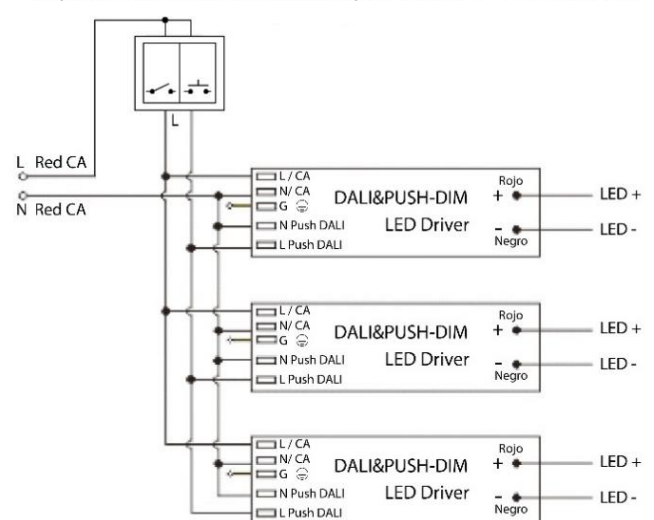 L
L Red CA
N Red CA
L / CA
N/ CA
G
N Push DALI
L Push DALI
DALI&PUSH-DIM
LED Driver
Rojo
+
-
Negro
LED +
LED -
L / CA
N/ CA
G
N Push DALI
L Push DALI
DALI&PUSH-DIM
LED Driver
Rojo
+
-
Negro
LED +
LED -
L / CA
N/ CA
G
N Push DALI
L Push DALI
DALI&PUSH-DIM
LED Driver
Rojo
+
-
Negro
LED +
LED -